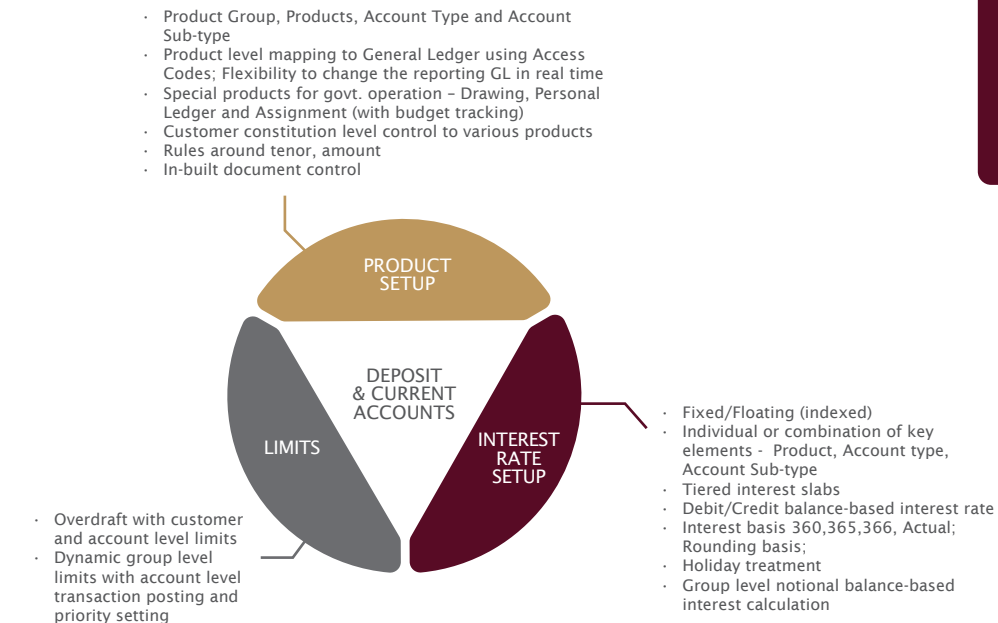 · Product Group, Products, Account Type and Account
Sub-type
· Product level mapping to General Ledger using Access
Codes; Flexibility to change the reporting GL in real time
· Special products for govt. operation – Drawing, Personal
Ledger and Assignment (with budget tracking)
· Customer constitution level control to various products
· Rules around tenor, amount
· In-built document control
PRODUCT
SETUP
DEPOSIT
& CURRENT
ACCOUNTS
LIMITS
INTEREST
RATE
SETUP
· Fixed/Floating (indexed)
· Individual or combination of key
elements - Product, Account type,
Account Sub-type
· Tiered interest slabs
· Debit/Credit balance-based interest rate
· Interest basis 360,365,366, Actual;
Rounding basis;
· Holiday treatment
· Group level notional balance-based
interest calculation
· Overdraft with customer
and account level limits
· Dynamic group level
limits with account level
transaction posting and
priority setting